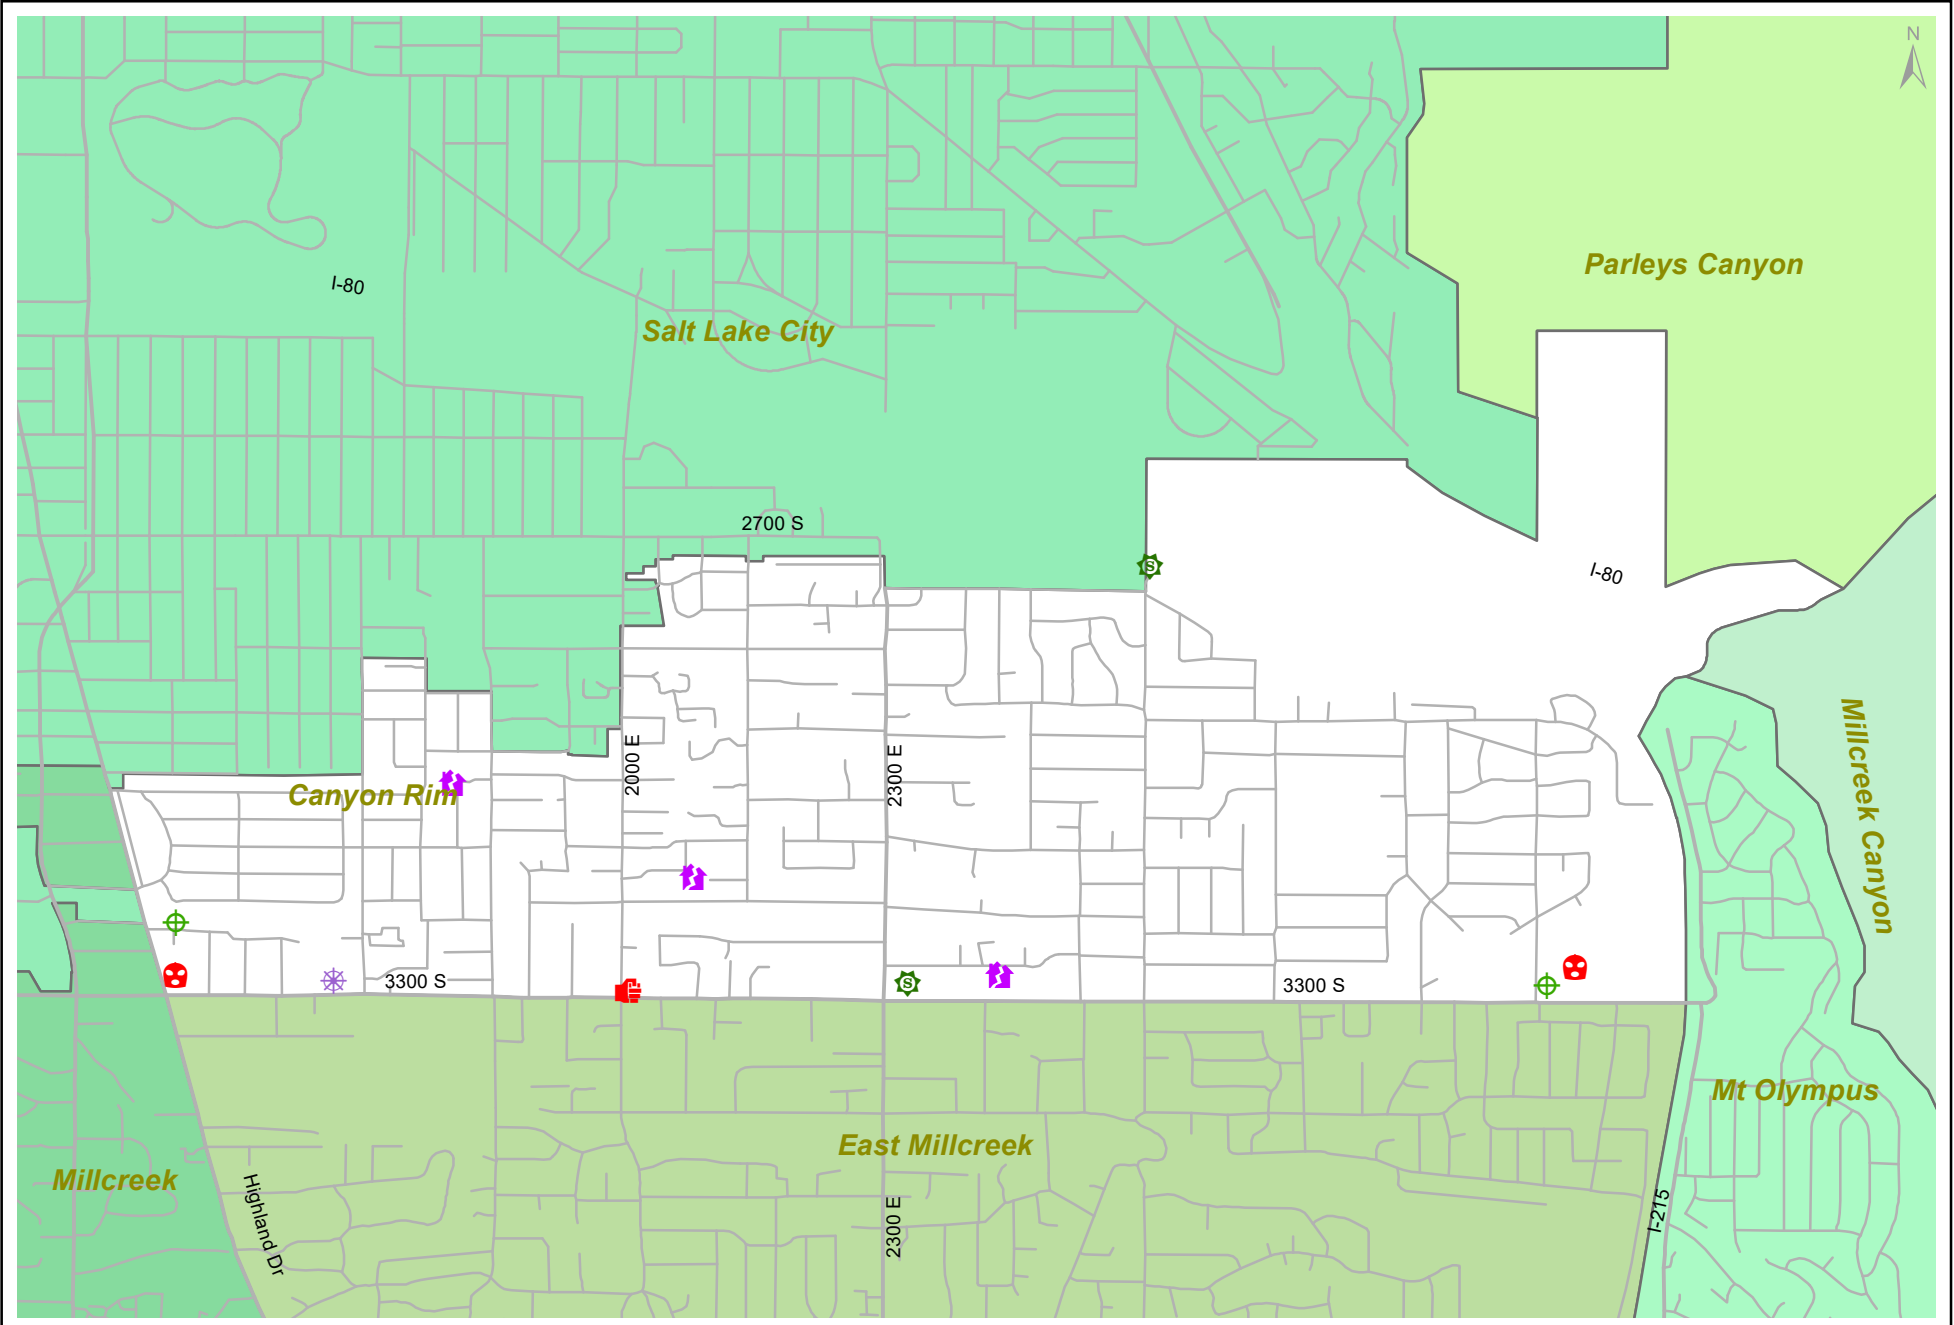 N
Parleys Canyon
I-80
Salt Lake City
2700 S
S
I-80
Millcreek Canyon
2000 E
2300 E
Canyon Rim
3300 S
S
3300 S
Mt Olympus
East Millcreek
Millcreek
Highland Dr
2300 E
I-215